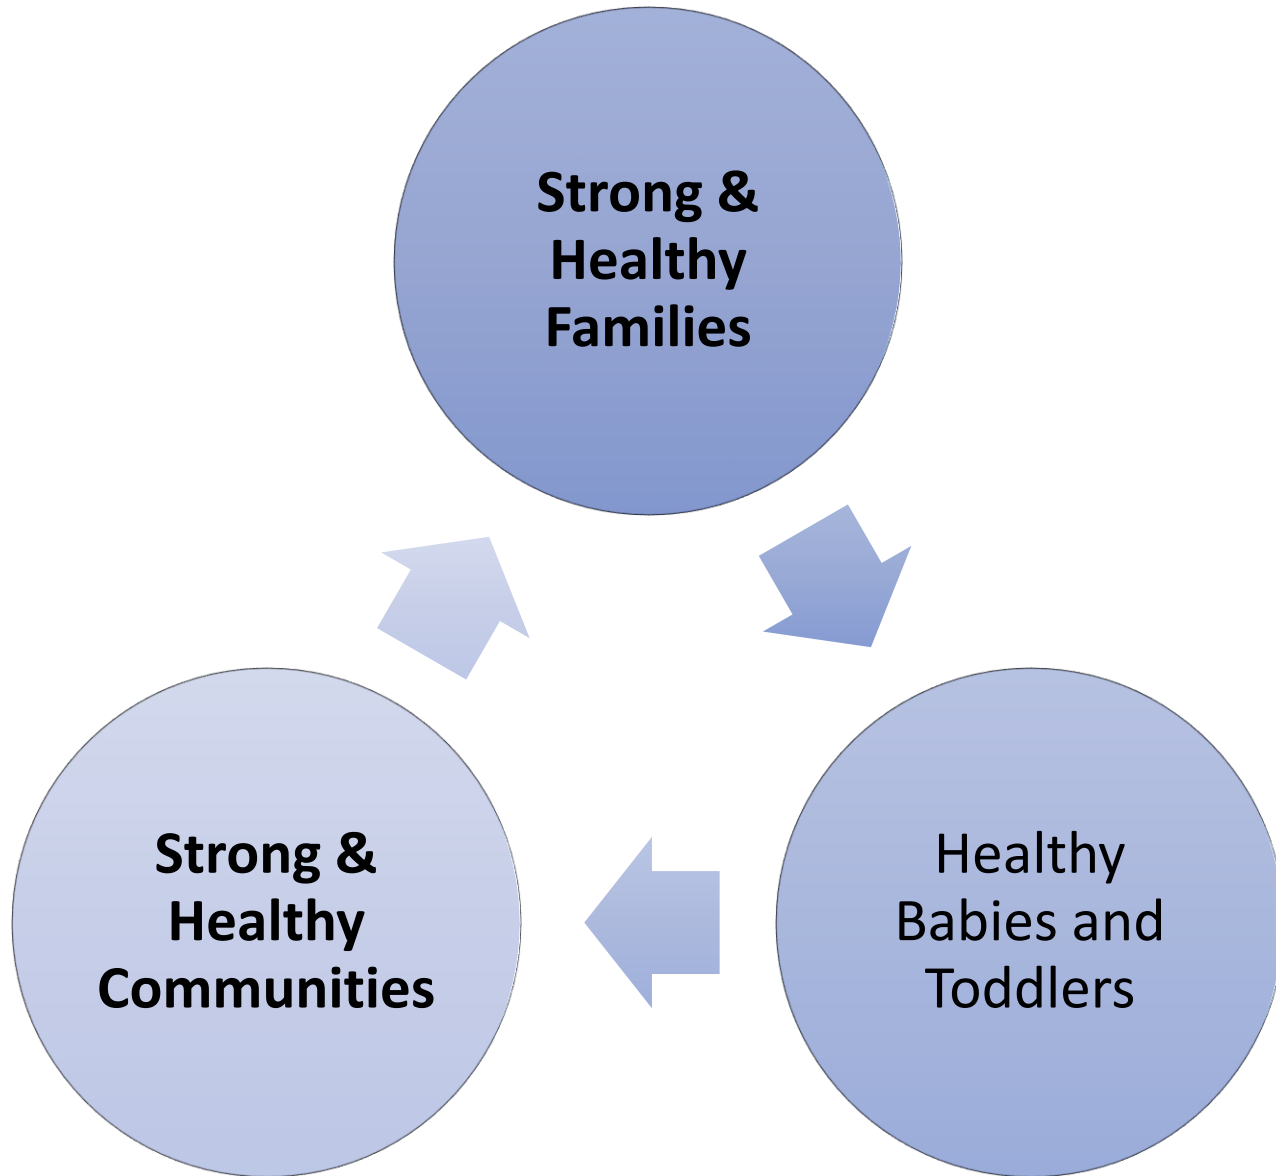 Strong &
Healthy
Families
Strong &
Healthy
Communities
Healthy
Babies and
Toddlers